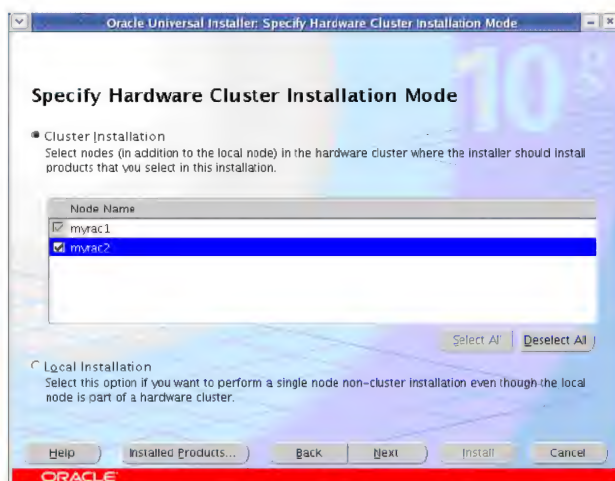 Oracle Universal Installer: Specify Hardware Cluster Installation Mode
10g
Specify Hardware Cluster Installation Mode
Cluster Installation
Select nodes (in addition to the local node) in the hardware cluster where the installer should install
products that you select in this installation.
Node Name
myrac1
myrac2
Select All Deselect All
Local Installation
Select this option if you want to perform a single node non-cluster installation even though the local
node is part of a hardware cluster.
Help Installed Products... Back Next Install Cancel
ORACLE